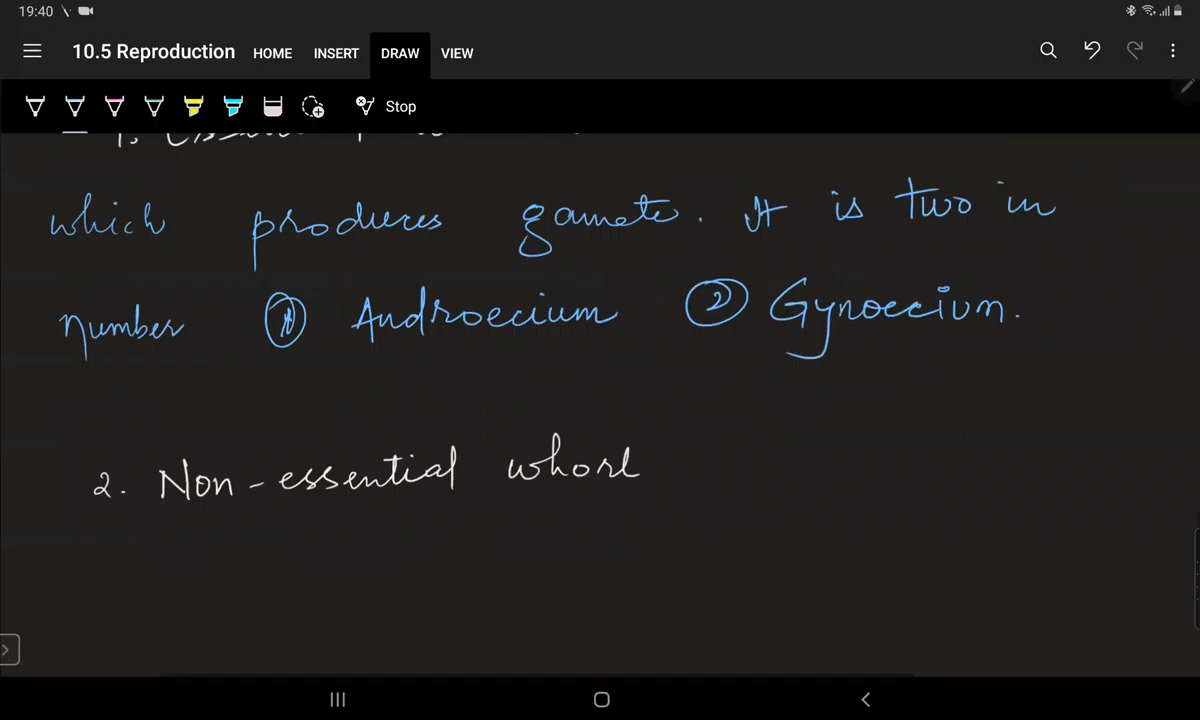 19:40
10.5 Reproduction HOME INSERT DRAW VIEW
Stop
which produces gamete. It is two in
number ① Androecium ② Gynoecium.
2. Non-essential whorl